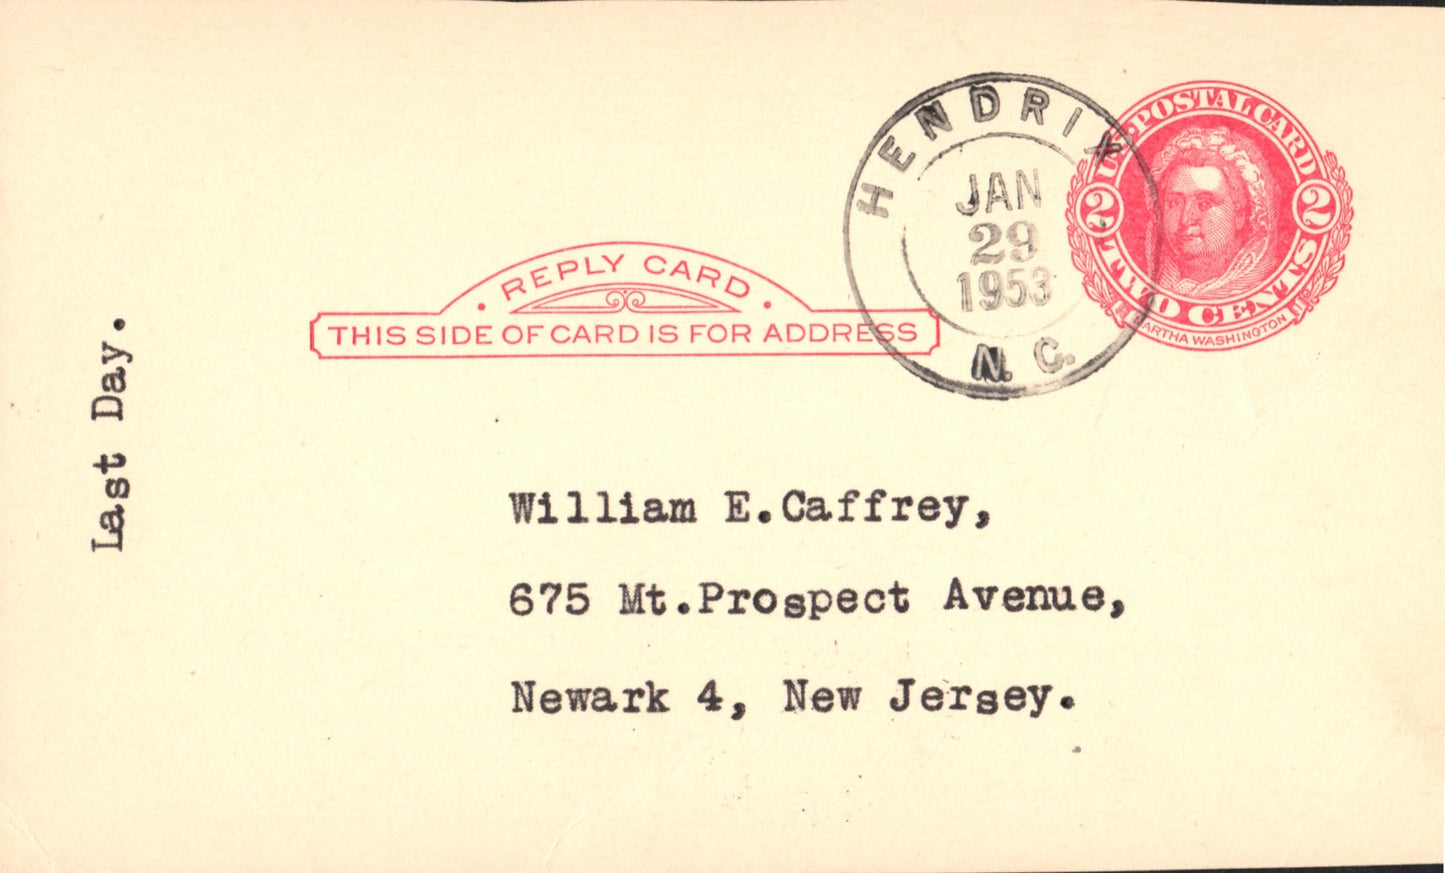 HENDRIX
JAN
29
1953
N. C.
U.S. POSTAL CARD
2 2
TWO CENTS
MARTHA WASHINGTON
REPLY CARD
THIS SIDE OF CARD IS FOR ADDRESS
Last Day.
William E.Caffrey,
675 Mt.Prospect Avenue,
Newark 4, New Jersey.